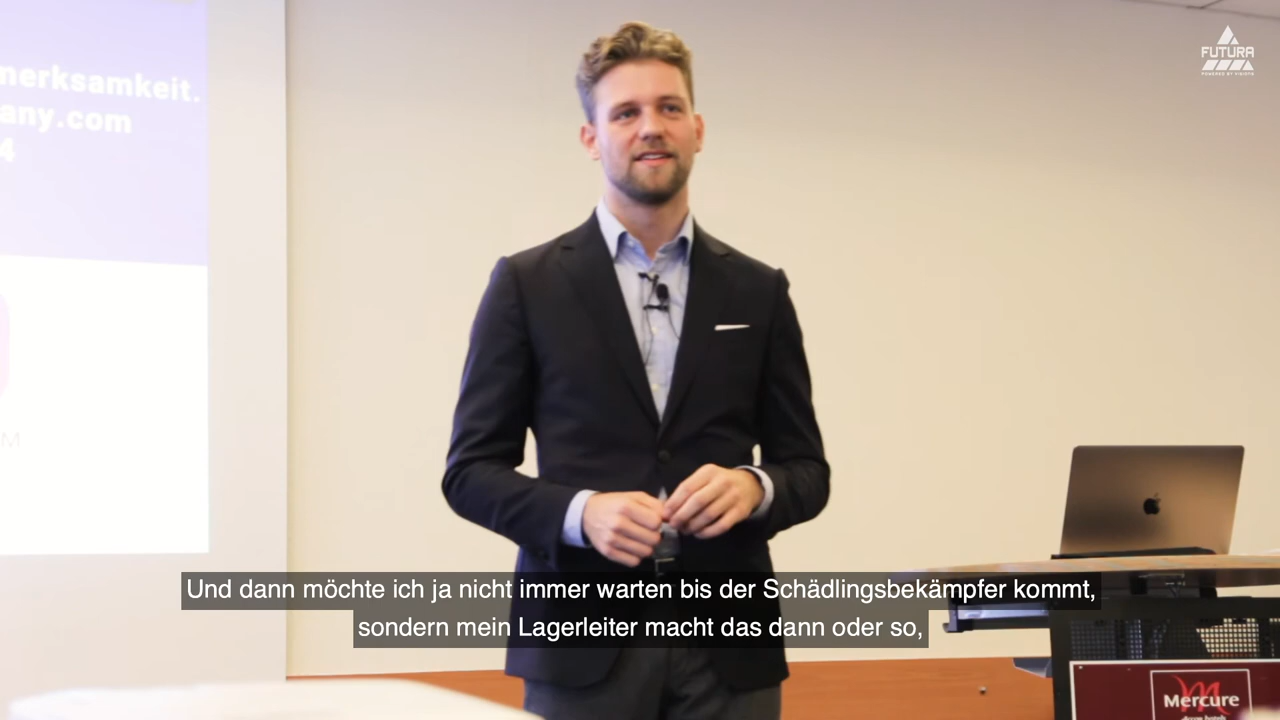 merksamkeit.
any.com
4
M
FUTURA
Und dann möchte ich ja nicht immer warten bis der Schädlingsbekämpfer kommt,
sondern mein Lagerleiter macht das dann oder so,
Mercure